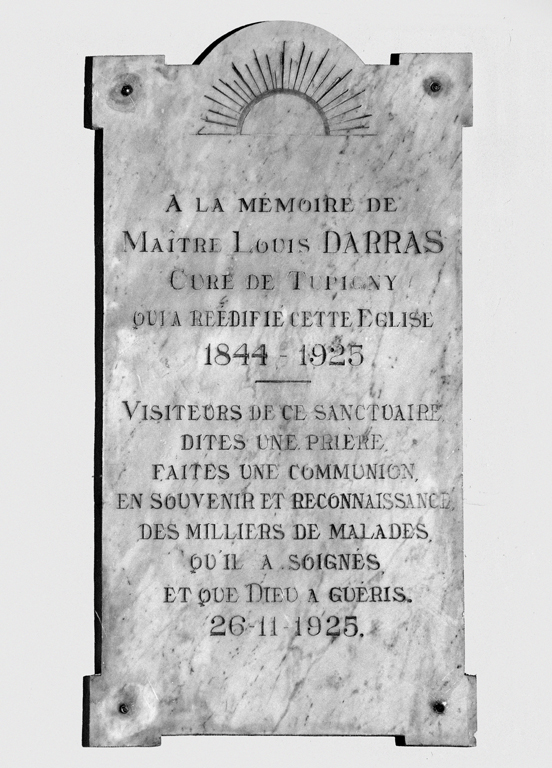 A LA MÉMOIRE DE
MAÎTRE LOUIS DARRAS
CURÉ DE TUPIGNY
QUI A REÉDIFIE CETTE EGLISE
1844 - 1925
VISITEURS DE CE SANCTUAIRE,
DITES UNE PRIÈRE,
FAITES UNE COMMUNION,
EN SOUVENIR ET RECONNAISSANCE,
DES MILLIERS DE MALADES,
QU'IL A SOIGNÉS,
ET QUE DIEU A GUÉRIS.
26-11-1925.